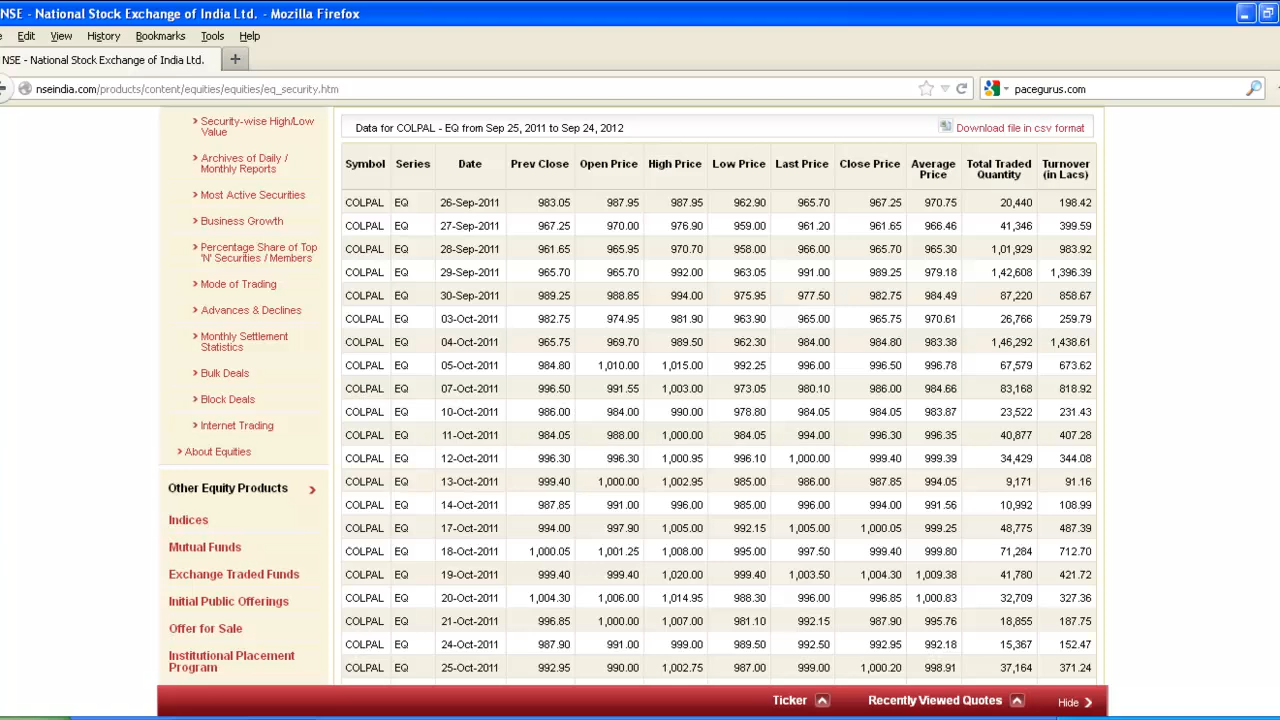 NSE - National Stock Exchange of India Ltd. - Mozilla Firefox
Edit View History Bookmarks Tools Help
NSE - National Stock Exchange of India Ltd. +
nseindia.com/products/content/equities/equities/eq_security.htm pacegurus.com
Security-wise High/Low
Value
Archives of Daily /
Monthly Reports
Most Active Securities
Business Growth
Percentage Share of Top
'N' Securities / Members
Mode of Trading
Advances & Declines
Monthly Settlement
Statistics
Bulk Deals
Block Deals
Internet Trading
About Equities
Other Equity Products
Indices
Mutual Funds
Exchange Traded Funds
Initial Public Offerings
Offer for Sale
Institutional Placement
Program
Data for COLPAL - EQ from Sep 25, 2011 to Sep 24, 2012 Download file in csv format
Symbol Series Date Prev Close Open Price High Price Low Price Last Price Close Price Average Price Total Traded Quantity Turnover (in Lacs)
COLPAL EQ 26-Sep-2011 983.05 987.95 987.95 962.90 965.70 967.25 970.75 20,440 198.42
COLPAL EQ 27-Sep-2011 967.25 970.00 976.90 959.00 961.20 961.65 966.46 41,346 399.59
COLPAL EQ 28-Sep-2011 961.65 965.95 970.70 958.00 966.00 965.70 965.30 1,01,929 983.92
COLPAL EQ 29-Sep-2011 965.70 965.70 992.00 963.05 991.00 989.25 979.18 1,42,608 1,396.39
COLPAL EQ 30-Sep-2011 989.25 988.85 994.00 975.95 977.50 982.75 984.49 87,220 858.67
COLPAL EQ 03-Oct-2011 982.75 974.95 981.90 963.90 965.00 965.75 970.61 26,766 259.79
COLPAL EQ 04-Oct-2011 965.75 969.70 989.50 962.30 984.00 984.80 983.38 1,46,292 1,438.61
COLPAL EQ 05-Oct-2011 984.80 1,010.00 1,015.00 992.25 996.00 996.50 996.78 67,579 673.62
COLPAL EQ 07-Oct-2011 996.50 991.55 1,003.00 973.05 980.10 986.00 984.66 83,168 818.92
COLPAL EQ 10-Oct-2011 986.00 984.00 990.00 978.80 984.05 984.05 983.87 23,522 231.43
COLPAL EQ 11-Oct-2011 984.05 988.00 1,000.00 984.05 994.00 996.30 996.35 40,877 407.28
COLPAL EQ 12-Oct-2011 996.30 996.30 1,000.95 996.10 1,000.00 999.40 999.39 34,429 344.08
COLPAL EQ 13-Oct-2011 999.40 1,000.00 1,002.95 985.00 986.00 987.85 994.05 9,171 91.16
COLPAL EQ 14-Oct-2011 987.85 991.00 996.00 985.00 996.00 994.00 991.56 10,992 108.99
COLPAL EQ 17-Oct-2011 994.00 997.90 1,005.00 992.15 1,005.00 1,000.05 999.25 48,775 487.39
COLPAL EQ 18-Oct-2011 1,000.05 1,001.25 1,008.00 995.00 997.50 999.40 999.80 71,284 712.70
COLPAL EQ 19-Oct-2011 999.40 999.40 1,020.00 999.40 1,003.50 1,004.30 1,009.38 41,780 421.72
COLPAL EQ 20-Oct-2011 1,004.30 1,006.00 1,014.95 988.30 996.00 996.85 1,000.83 32,709 327.36
COLPAL EQ 21-Oct-2011 996.85 1,000.00 1,007.00 981.10 992.15 987.90 995.76 18,855 187.75
COLPAL EQ 24-Oct-2011 987.90 991.00 999.00 989.50 992.50 992.95 992.18 15,367 152.47
COLPAL EQ 25-Oct-2011 992.95 990.00 1,002.75 987.00 999.00 1,000.20 998.91 37,164 371.24
Ticker Recently Viewed Quotes Hide